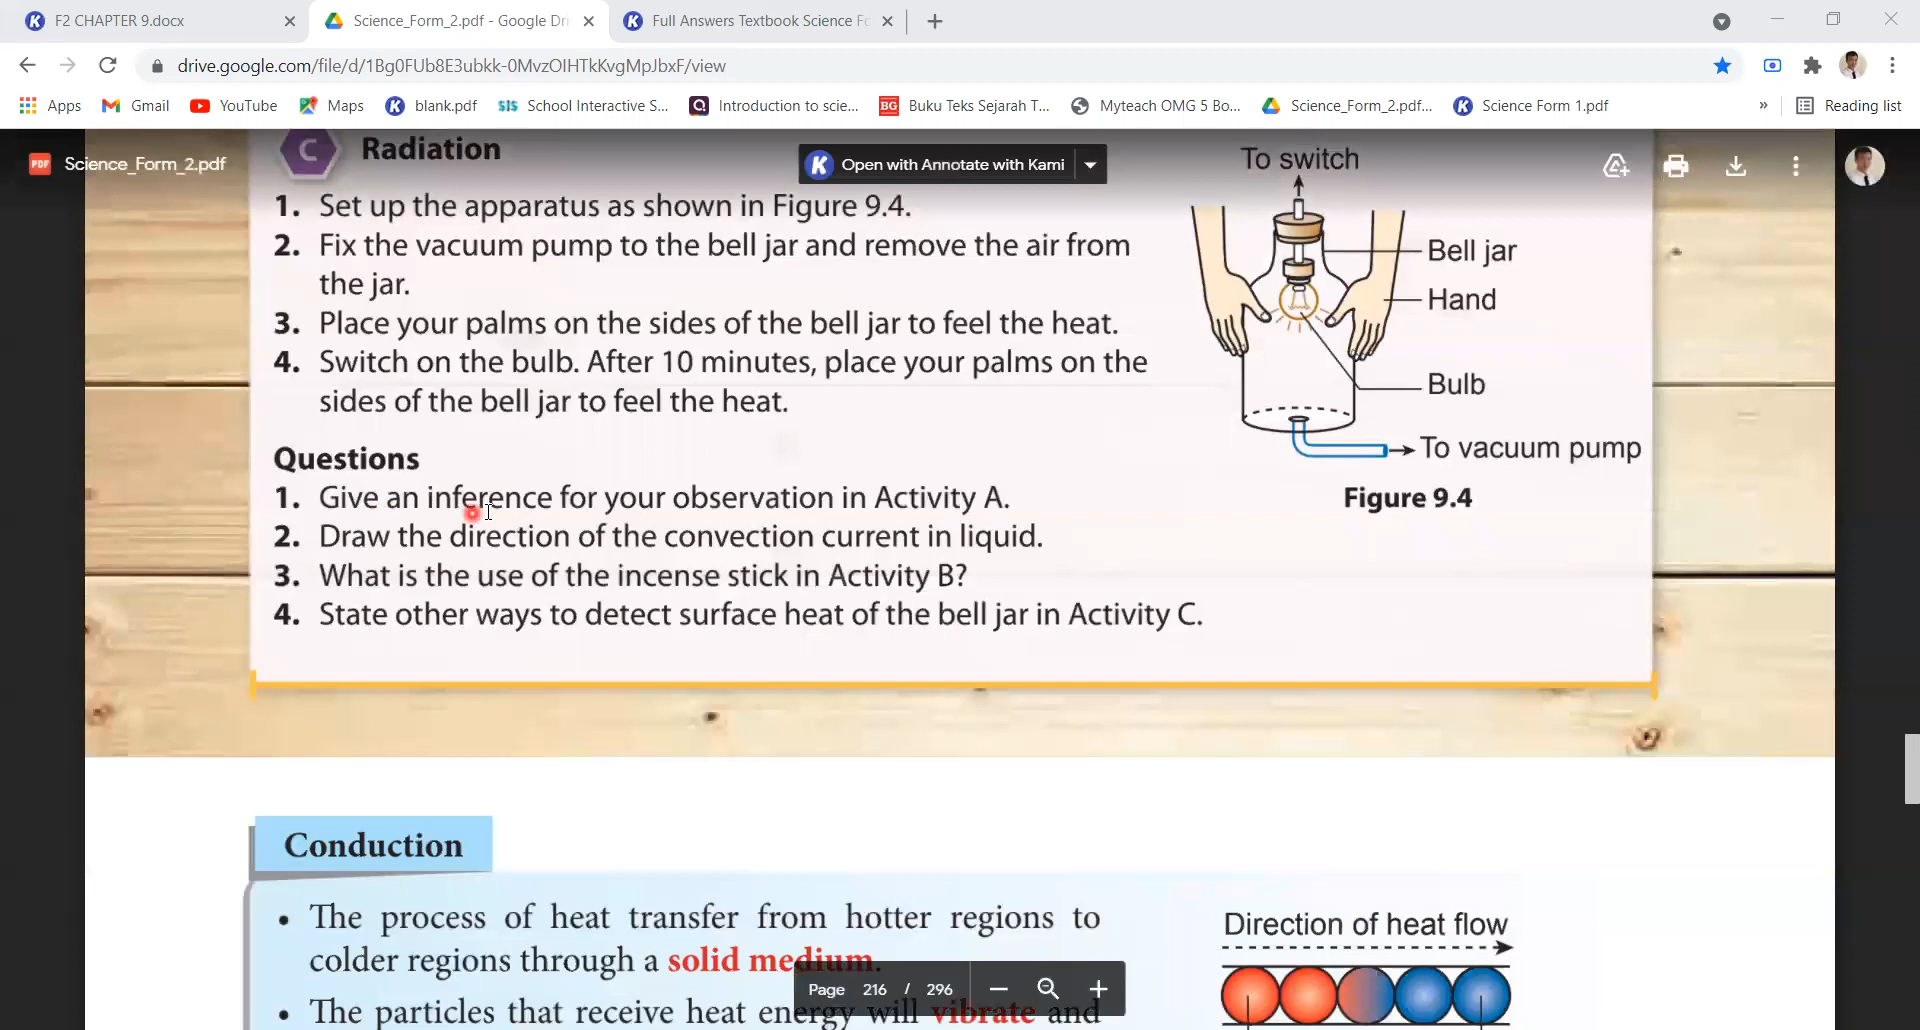 F2 CHAPTER 9.docx
Science_Form_2.pdf - Google Dri
Full Answers Textbook Science Fo
drive.google.com/file/d/1Bg0FUb8E3ubkk-0MvzOIHTkKvgMpJbxF/view
Apps
Gmail
YouTube
Maps
blank.pdf
School Interactive S...
Introduction to scie...
Buku Teks Sejarah T...
Myteach OMG 5 Bo...
Science_Form_2.pdf...
Science Form 1.pdf
»
Reading list
PDF
Science_Form_2.pdf
Open with Annotate with Kami
C Radiation
1. Set up the apparatus as shown in Figure 9.4.
2. Fix the vacuum pump to the bell jar and remove the air from
the jar.
3. Place your palms on the sides of the bell jar to feel the heat.
4. Switch on the bulb. After 10 minutes, place your palms on the
sides of the bell jar to feel the heat.
To switch
Bell jar
Hand
Bulb
To vacuum pump
Figure 9.4
Questions
1. Give an inference for your observation in Activity A.
2. Draw the direction of the convection current in liquid.
3. What is the use of the incense stick in Activity B?
4. State other ways to detect surface heat of the bell jar in Activity C.
Conduction
• The process of heat transfer from hotter regions to
colder regions through a solid medium.
• The particles that receive heat energy will vibrate and
Direction of heat flow
Page 216 / 296